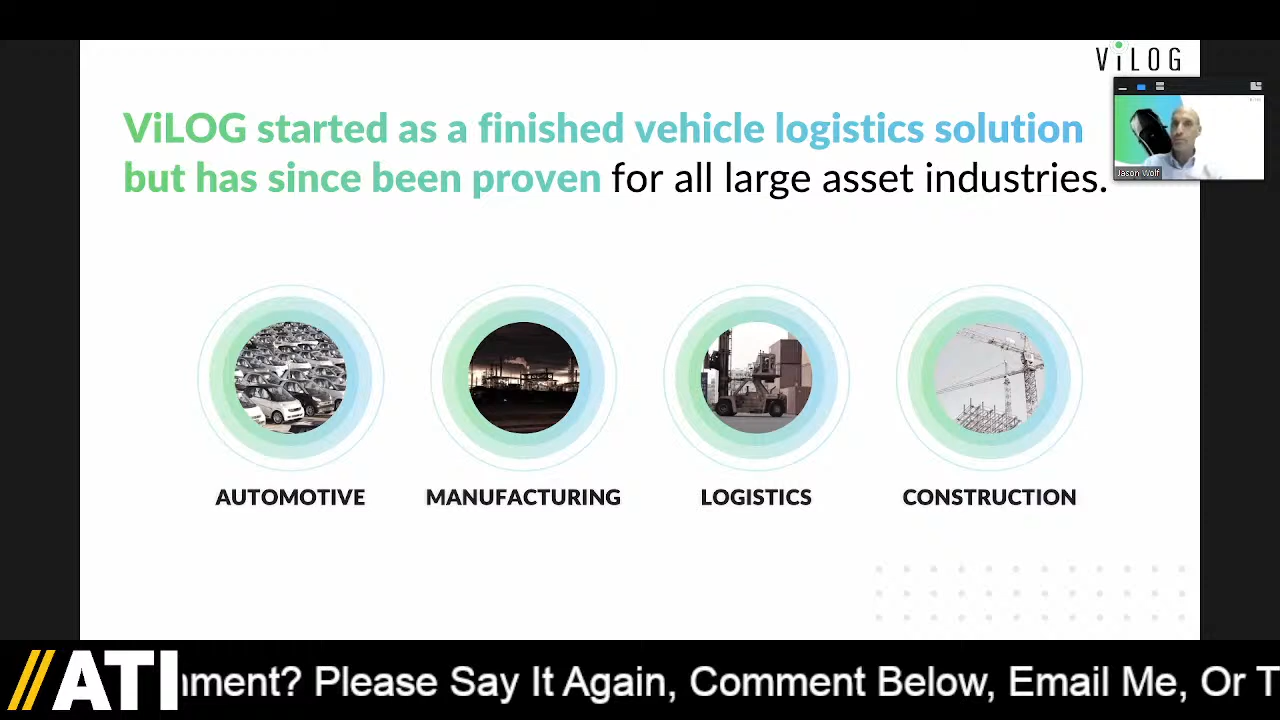 ViLOG
ViLOG started as a finished vehicle logistics solution
but has since been proven for all large asset industries.
Jason Wolf
AUTOMOTIVE
MANUFACTURING
LOGISTICS
CONSTRUCTION
//ATI
Please Say It Again, Comment Below, Email Me, Or